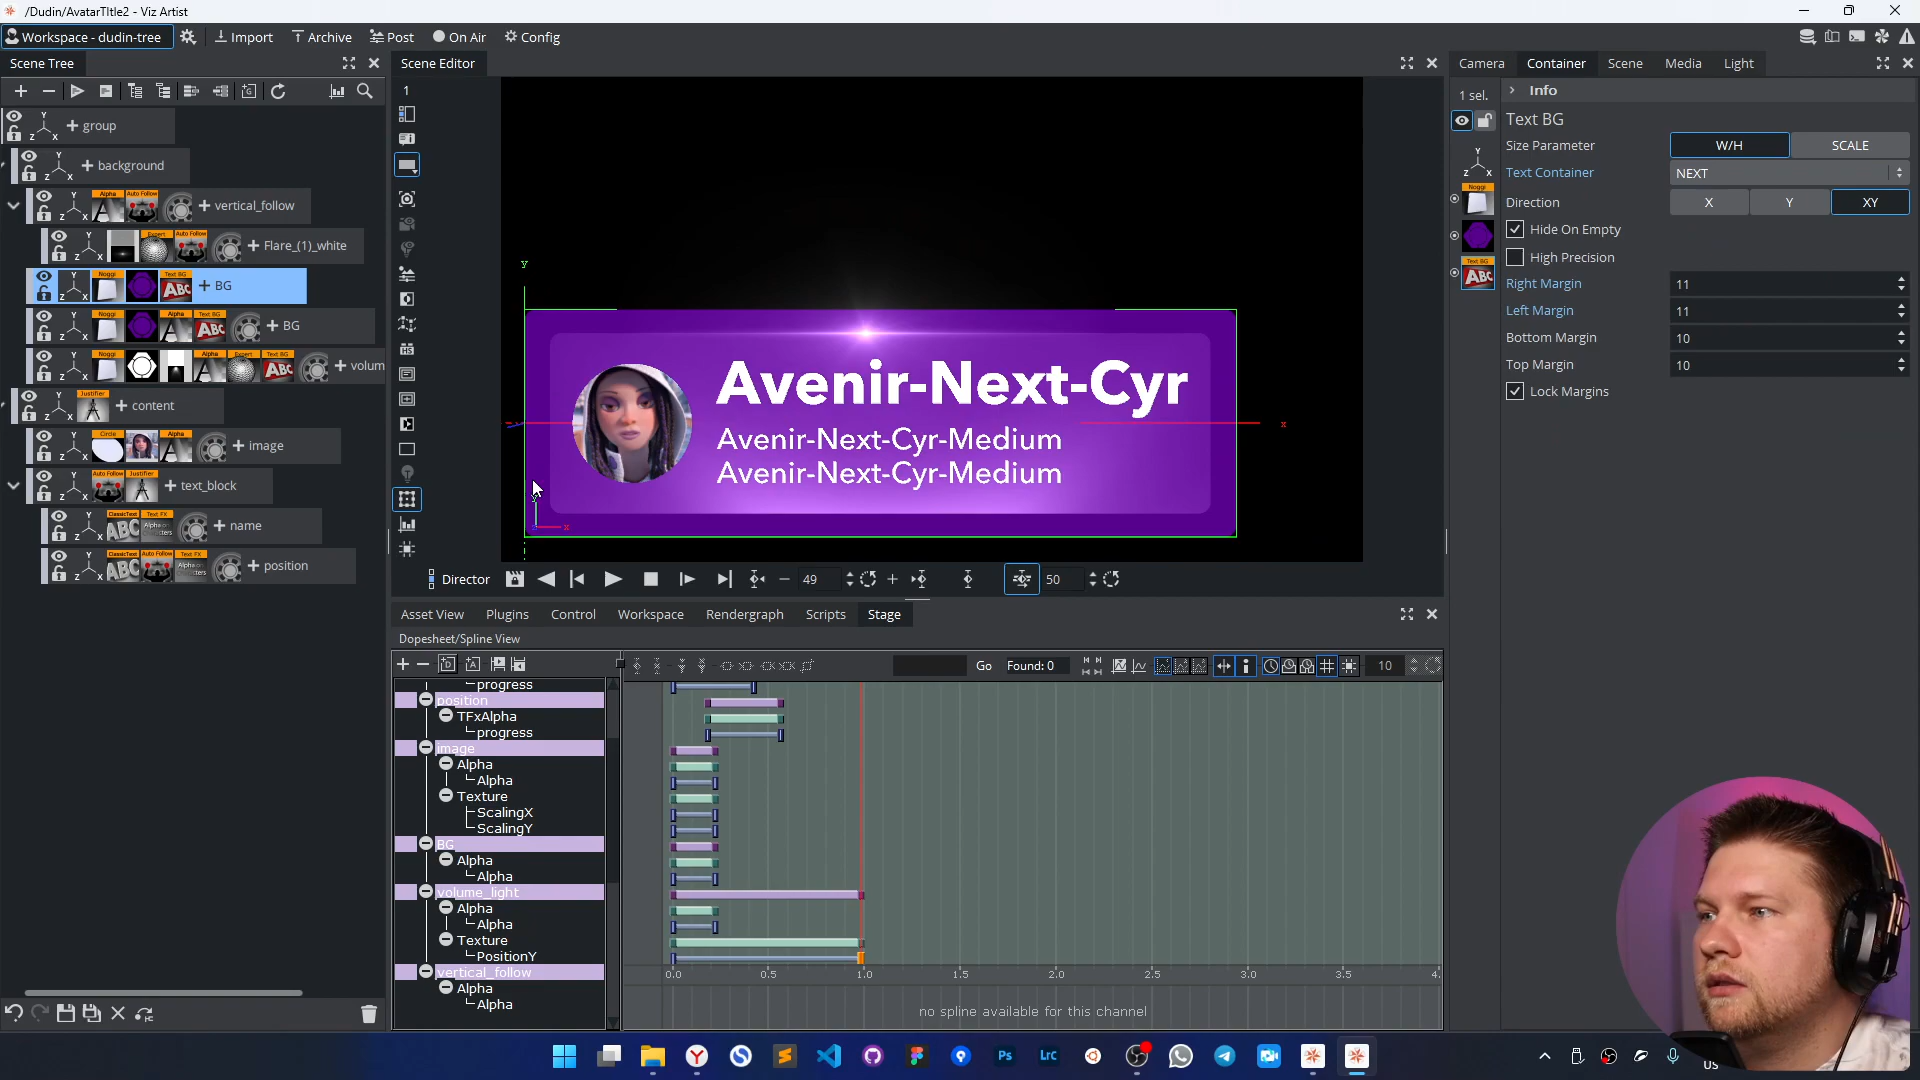 /Dudin/AvatarTitle2 - Viz Artist
Workspace - dudin-tree
Import
Archive
Post
On Air
Config
Scene Tree
Scene Editor
Camera
Container
Scene
Media
Light
1
1 sel.
Info
Text BG
Size Parameter
W/H
SCALE
Text Container
NEXT
Direction
X
Y
XY
Hide On Empty
High Precision
Right Margin
11
Left Margin
11
Bottom Margin
10
Top Margin
10
Lock Margins
group
background
vertical_follow
Flare_(1)_white
BG
BG
volum
content
image
text_block
name
position
Avenir-Next-Cyr
Avenir-Next-Cyr-Medium
Avenir-Next-Cyr-Medium
Director
49
50
Asset View
Plugins
Control
Workspace
Rendergraph
Scripts
Stage
Dopesheet/Spline View
Go
Found: 0
10
progress
position
TFxAlpha
progress
image
Alpha
Alpha
Texture
ScalingX
ScalingY
BG
Alpha
Alpha
volume_light
Alpha
Alpha
Texture
PositionY
vertical_follow
Alpha
Alpha
0.0
0.5
1.0
1.5
2.0
2.5
3.0
3.5
4.
no spline available for this channel
Ps
LrC
US